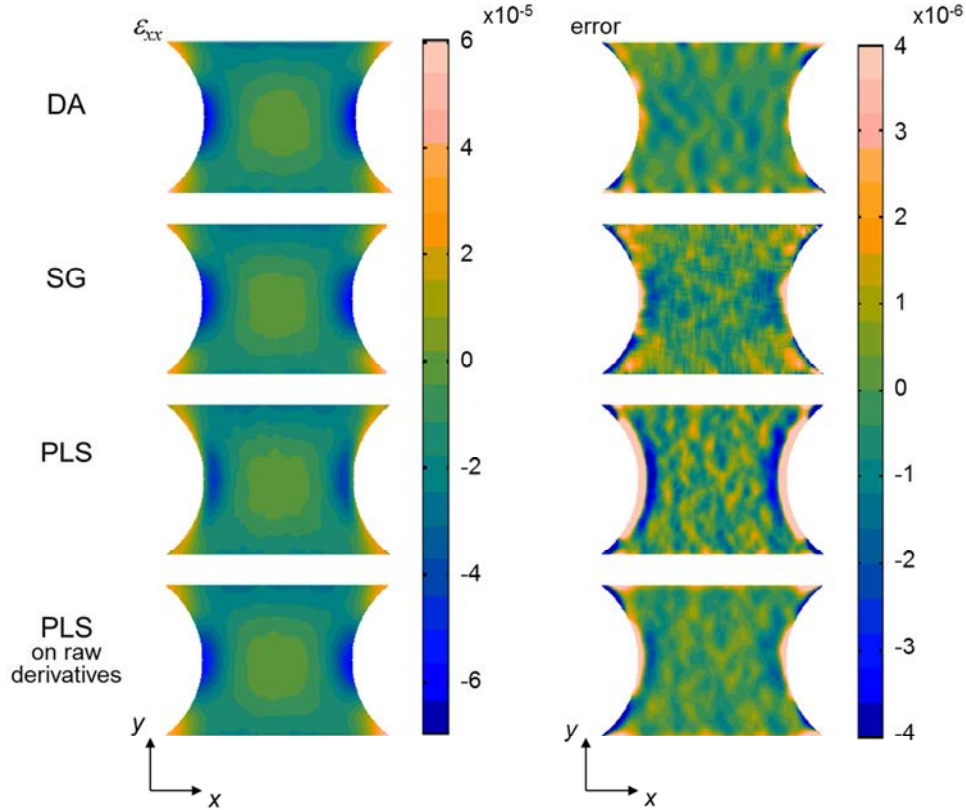 εxx
x10-5
error
x10-6
DA
SG
PLS
PLS
on raw
derivatives
6
4
2
0
-2
-4
-6
4
3
2
1
0
-1
-2
-3
-4
y
x
y
x